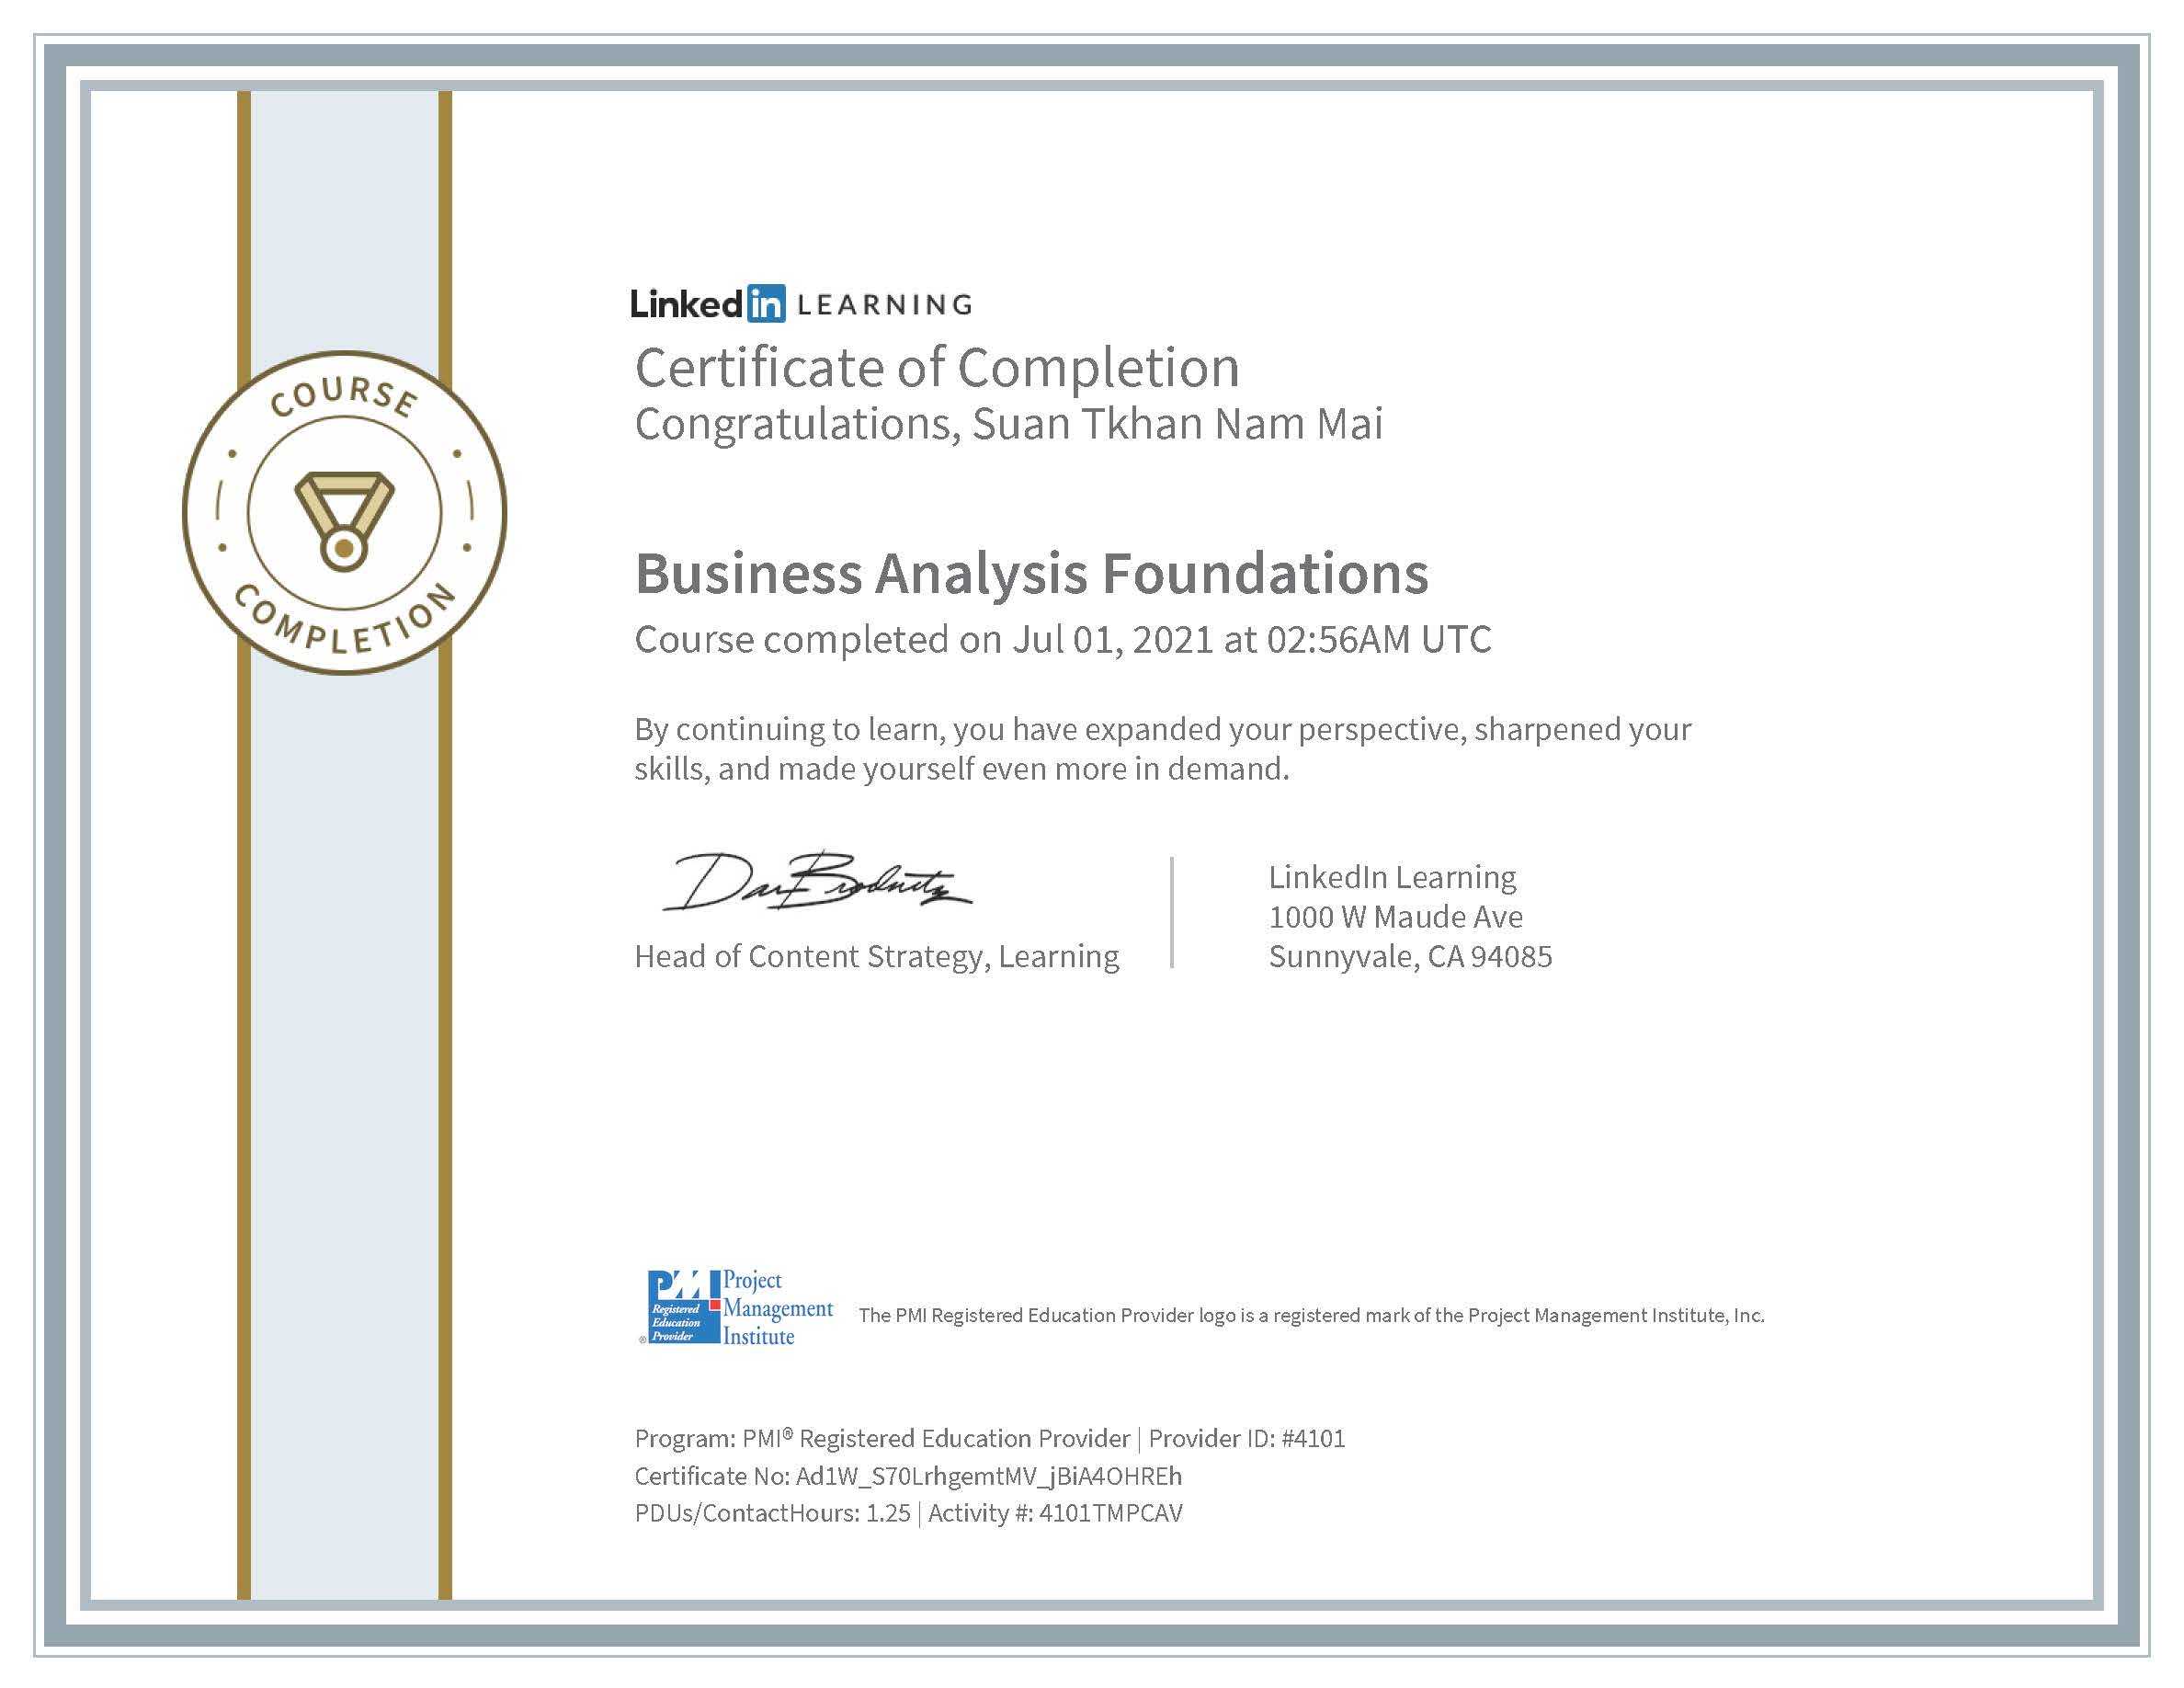 COURSE
COMPLETION
Linked in LEARNING
Certificate of Completion
Congratulations, Suan Tkhan Nam Mai
Business Analysis Foundations
Course completed on Jul 01, 2021 at 02:56AM UTC
By continuing to learn, you have expanded your perspective, sharpened your
skills, and made yourself even more in demand.
Head of Content Strategy, Learning
LinkedIn Learning
1000 W Maude Ave
Sunnyvale, CA 94085
PMI
Registered
Education
® Provider
Project
Management
Institute
The PMI Registered Education Provider logo is a registered mark of the Project Management Institute, Inc.
Program: PMI® Registered Education Provider | Provider ID: #4101
Certificate No: Ad1W_S70LrhgemtMV_jBiA4OHREh
PDUs/ContactHours: 1.25 | Activity #: 4101TMPCAV